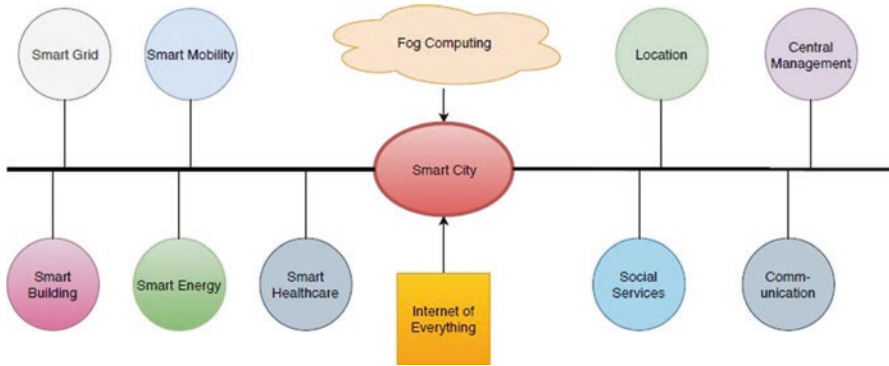 Smart Grid
Smart Mobility
Fog Computing
Location
Central
Management
Smart City
Smart
Building
Smart Energy
Smart
Healthcare
Internet of
Everything
Social
Services
Comm-
unication